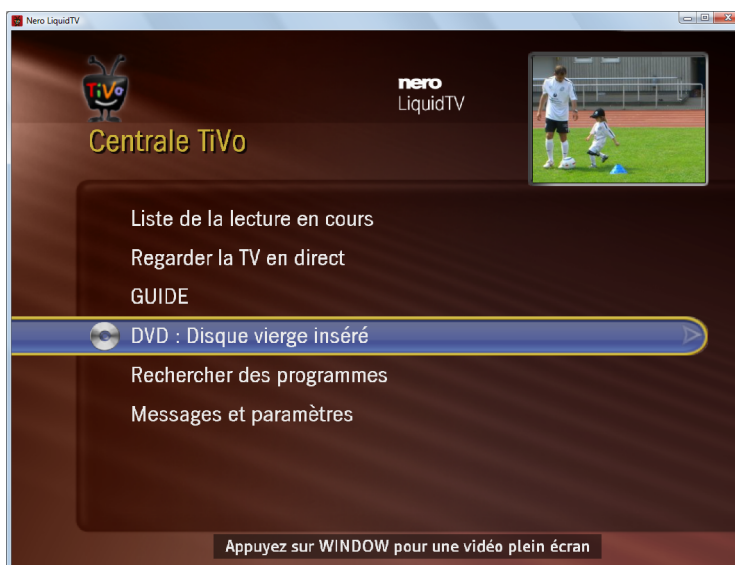 Nero LiquidTV
TiVo
nero
LiquidTV
Centrale TiVo
Liste de la lecture en cours
Regarder la TV en direct
GUIDE
DVD : Disque vierge inséré
Rechercher des programmes
Messages et paramètres
Appuyez sur WINDOW pour une vidéo plein écran